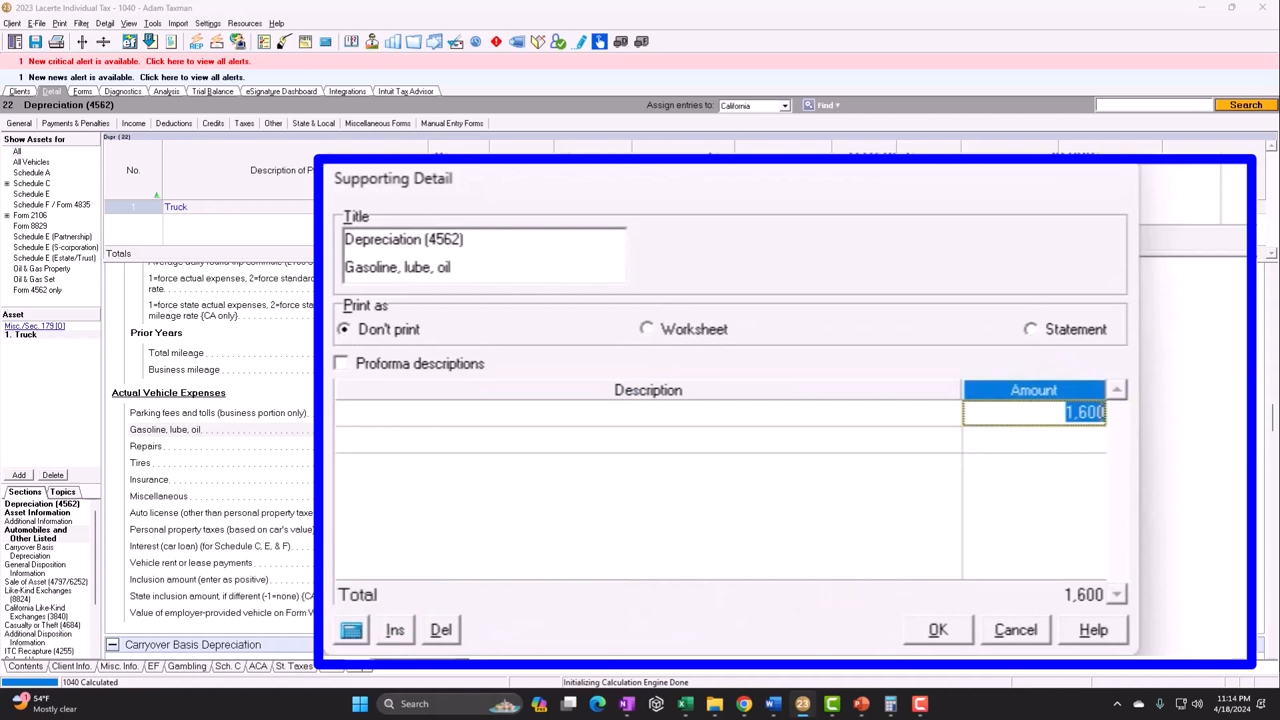 23 2023 Lacerte Individual Tax - 1040 - Adam Taxman
Client E-File Print Filter Detail View Tools Import Settings Resources Help
1 New critical alert is available. Click here to view all alerts.
1 New news alert is available. Click here to view all alerts.
Clients Detail Forms Diagnostics Analysis Trial Balance eSignature Dashboard Integrations Intuit Tax Advisor
22 Depreciation (4562) Assign entries to: California Find Search
General Payments & Penalties Income Deductions Credits Taxes Other State & Local Miscellaneous Forms Manual Entry Forms
Show Assets for
All
All Vehicles
Schedule A
Schedule C
Schedule E
Schedule F / Form 4835
Form 2106
Form 8829
Schedule E (Partnership)
Schedule E (S-corporation)
Schedule E (Estate/Trust)
Oil & Gas Property
Oil & Gas Set
Form 4562 only
Asset
Misc./Sec. 179 [0]
1. Truck
Add Delete
Sections Topics
Depreciation (4562)
Asset Information
Additional Information
Automobiles and
Other Listed
Carryover Basis
Depreciation
General Disposition
Information
Sale of Asset (4797/6252)
Like-Kind Exchanges
(8824)
California Like-Kind
Exchanges (3840)
Casualty or Theft (4684)
Additional Disposition
Information
ITC Recapture (4255)
Depr (22)
No. Description of P
1 Truck
Totals
1=force actual expenses, 2=force standar
rate.
1=force state actual expenses, 2=force st
mileage rate {CA only}.
Prior Years
Total mileage
Business mileage
Actual Vehicle Expenses
Parking fees and tolls (business portion only)
Gasoline, lube, oil
Repairs
Tires
Insurance
Miscellaneous
Auto license (other than personal property tax
Personal property taxes (based on car's value)
Interest (car loan) (for Schedule C, E, & F)
Vehicle rent or lease payments
Inclusion amount (enter as positive)
State inclusion amount, if different (-1=none) {C
Value of employer-provided vehicle on Form W
Carryover Basis Depreciation
Supporting Detail
Title
Depreciation (4562)
Gasoline, lube, oil
Print as
Don't print Worksheet Statement
Proforma descriptions
Description Amount
1,600
Total 1,600
Ins Del OK Cancel Help
Contents Client Info. Misc. Info. EF Gambling Sch. C ACA St. Taxes
1040 Calculated Initializing Calculation Engine Done
54°F
Mostly clear
Search
23
11:14 PM
4/18/2024